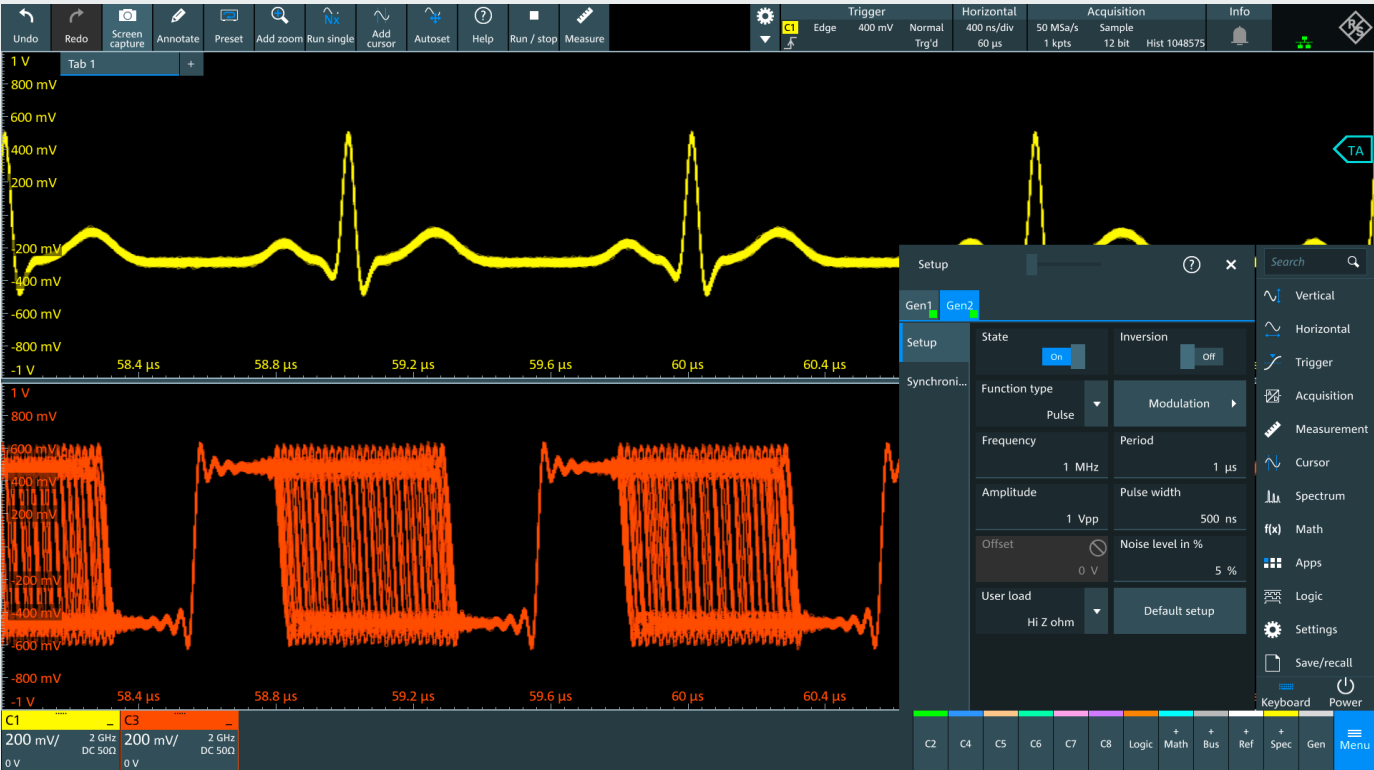 Undo
Redo
Screen capture
Annotate
Preset
Add zoom
Nx
Run single
Add cursor
Autoset
Help
Run / stop
Measure
C1
Trigger
Edge 400 mV Normal
Trg'd
Horizontal
400 ns/div
60 µs
Acquisition
50 MSa/s Sample
1 kpts 12 bit Hist 1048575
Info
R&S
Tab 1 +
1 V
800 mV
600 mV
400 mV
200 mV
-200 mV
-400 mV
-600 mV
-800 mV
-1 V
58.4 µs 58.8 µs 59.2 µs 59.6 µs 60 µs 60.4 µs
TA
1 V
800 mV
600 mV
400 mV
200 mV
-200 mV
-400 mV
-600 mV
-800 mV
-1 V
58.4 µs 58.8 µs 59.2 µs 59.6 µs 60 µs 60.4 µs
Setup
Gen1 Gen2
Setup
Synchroni...
State
On
Inversion
Off
Function type
Pulse
Modulation
Frequency
1 MHz
Period
1 µs
Amplitude
1 Vpp
Pulse width
500 ns
Offset
0 V
Noise level in %
5 %
User load
Hi Z ohm
Default setup
Search
Vertical
Horizontal
Trigger
Acquisition
Measurement
Cursor
Spectrum
f(x) Math
Apps
Logic
Settings
Save/recall
Keyboard
Power
C1
200 mV/ 2 GHz
DC 50Ω
0 V
C3
200 mV/ 2 GHz
DC 50Ω
0 V
C2
C4
C5
C6
C7
C8
Logic
+ Math
+ Bus
+ Ref
+ Spec
Gen
Menu